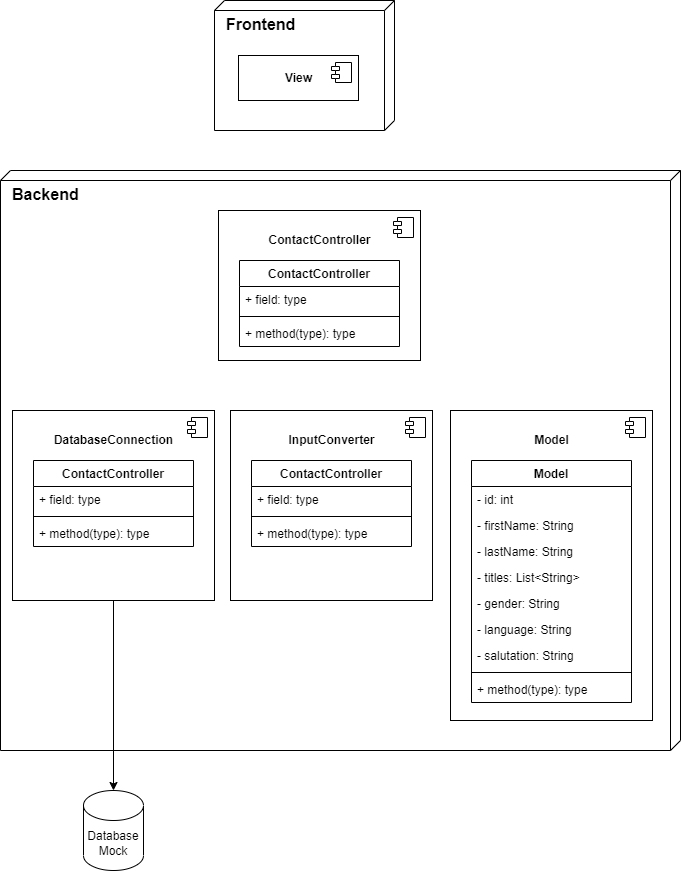 Frontend
View
Backend
ContactController
ContactController
+ field: type
+ method(type): type
DatabaseConnection
ContactController
+ field: type
+ method(type): type
InputConverter
ContactController
+ field: type
+ method(type): type
Model
Model
- id: int
- firstName: String
- lastName: String
- titles: List<String>
- gender: String
- language: String
- salutation: String
+ method(type): type
Database
Mock